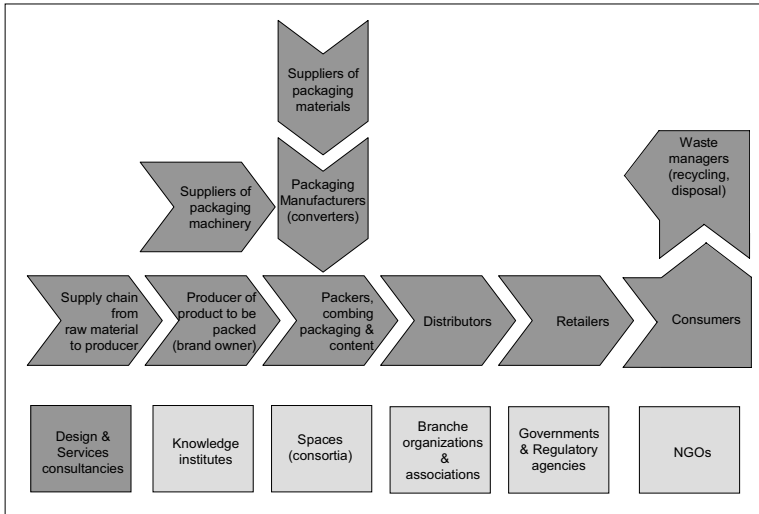 Suppliers of
packaging
materials
Waste
managers
(recycling,
disposal)
Suppliers of
packaging
machinery
Packaging
Manufacturers
(converters)
Supply chain
from
raw material
to producer
Producer of
product to be
packed
(brand owner)
Packers,
combing
packaging &
content
Distributors
Retailers
Consumers
Design &
Services
consultancies
Knowledge
institutes
Spaces
(consortia)
Branche
organizations
&
associations
Governments
& Regulatory
agencies
NGOs